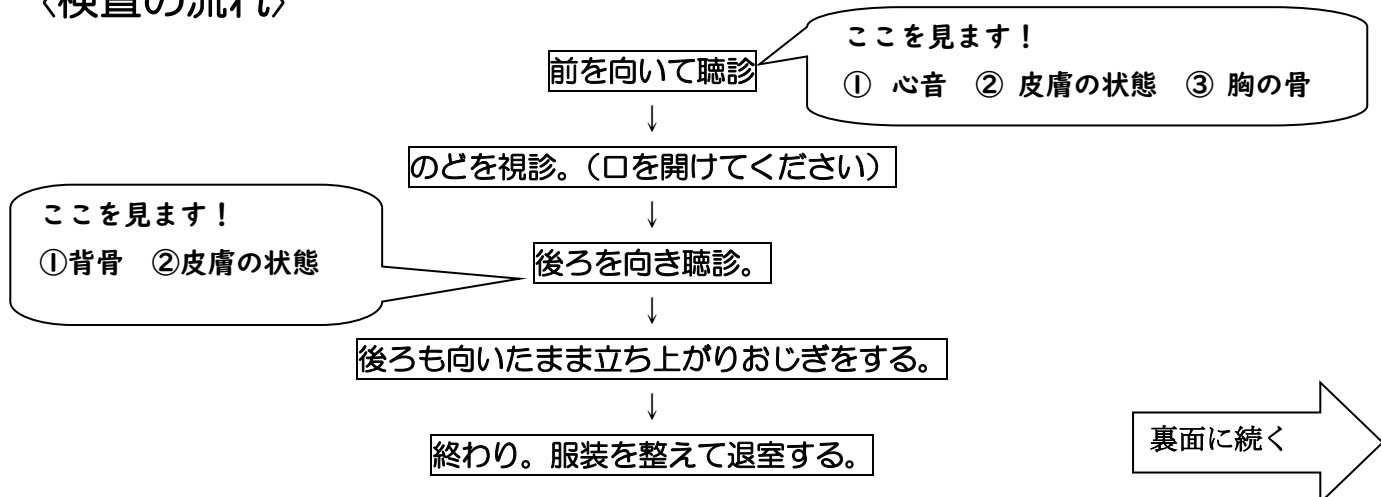 〈検査の流れ〉
ここを見ます！
① 心音 ② 皮膚の状態 ③ 胸の骨
前を向いて聴診
↓
のどを視診。（口を開けてください）
↓
ここを見ます！
①背骨 ②皮膚の状態
後ろを向き聴診。
↓
後ろも向いたまま立ち上がりおじぎをする。
↓
終わり。服装を整えて退室する。
裏面に続く